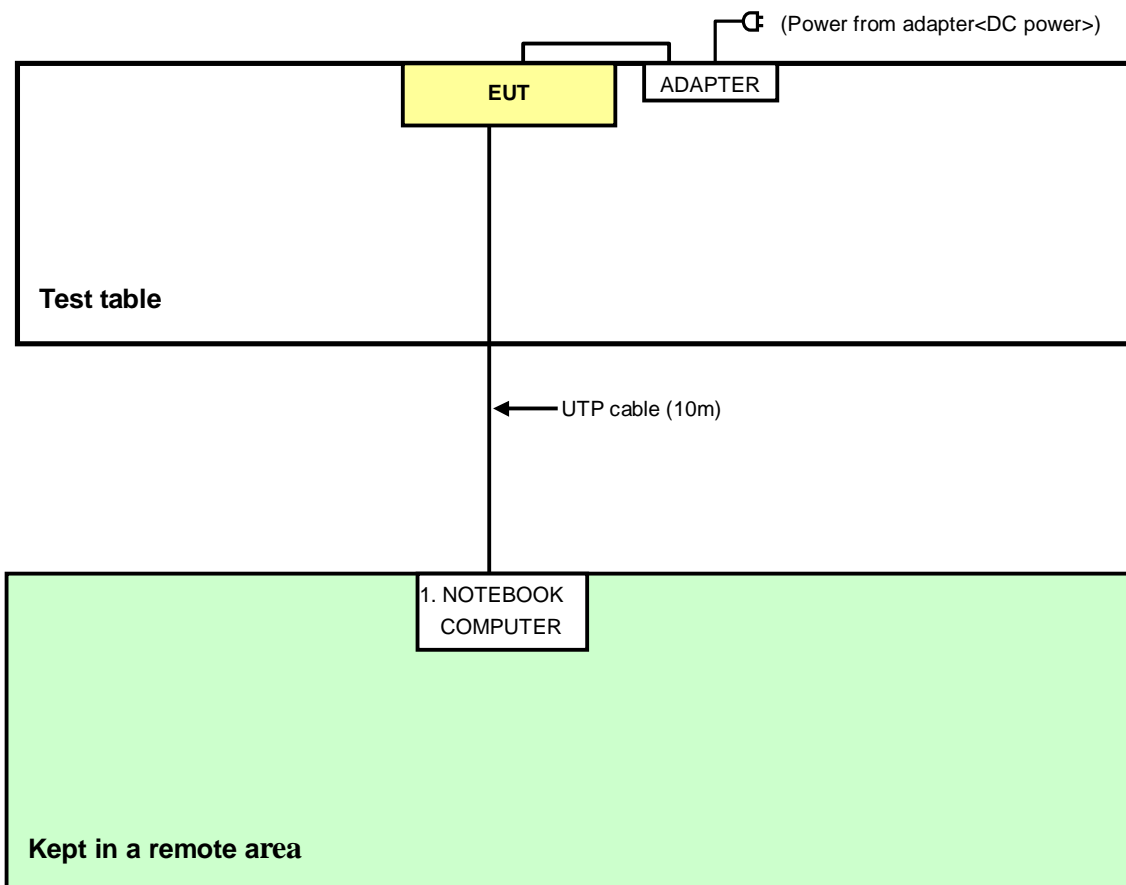 (Power from adapter<DC power>)
EUT
ADAPTER
Test table
UTP cable (10m)
1. NOTEBOOK
COMPUTER
Kept in a remote area